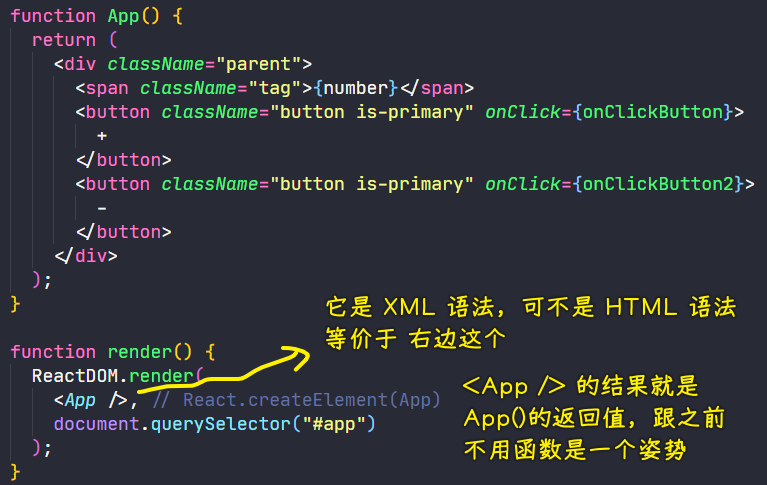 function App() {
return (
<div className="parent">
<span className="tag">{number}</span>
<button className="button is-primary" onClick={onClickButton}>
+
</button>
<button className="button is-primary" onClick={onClickButton2}>
-
</button>
</div>
);
}
它是 XML 语法，可不是 HTML 语法
等价于 右边这个
function render() {
ReactDOM.render(
<App />, // React.createElement(App)
document.querySelector("#app")
);
}
<App /> 的结果就是
App()的返回值，跟之前
不用函数是一个姿势